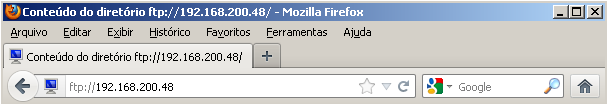 Conteúdo do diretório ftp://192.168.200.48/ - Mozilla Firefox
Arquivo Editar Exibir Histórico Favoritos Ferramentas Ajuda
Conteúdo do diretório ftp://192.168.200.48/ +
ftp://192.168.200.48 Google